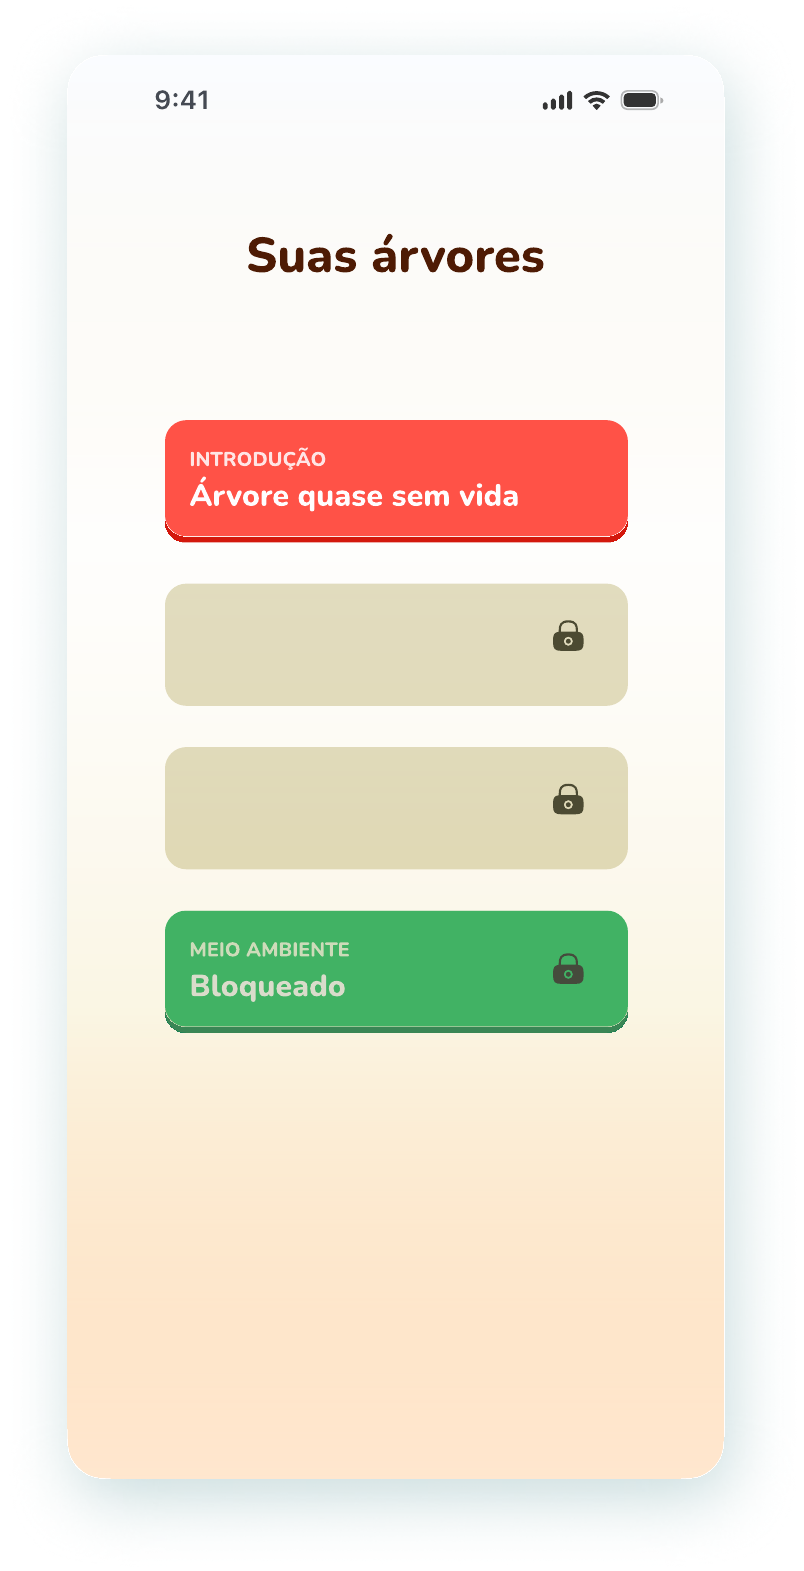 9:41
Suas árvores
INTRODUÇÃO
Árvore quase sem vida
MEIO AMBIENTE
Bloqueado